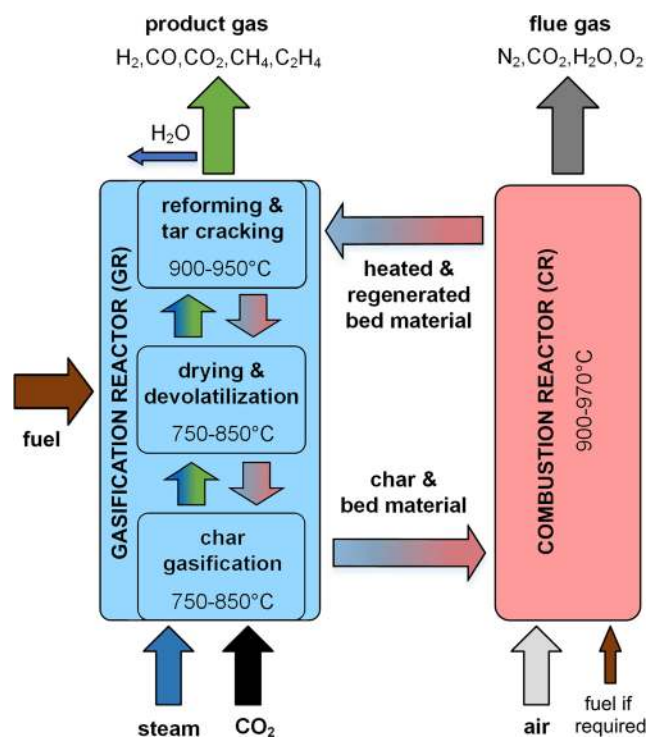 product gas
H₂,CO,CO₂,CH₄,C₂H₄
flue gas
N₂,CO₂,H₂O,O₂
H₂O
GASIFICATION REACTOR (GR)
reforming &
tar cracking
900-950°C
heated &
regenerated
bed material
drying &
devolatilization
750-850°C
fuel
char &
bed material
char
gasification
750-850°C
COMBUSTION REACTOR (CR)
900-970°C
steam
CO₂
air
fuel if
required